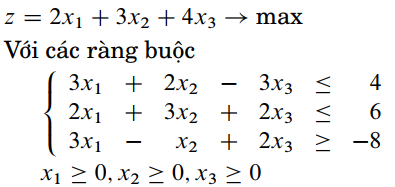 z = 2x₁ + 3x₂ + 4x₃ → max
Với các ràng buộc
3x₁ + 2x₂ − 3x₃ ≤ 4
2x₁ + 3x₂ + 2x₃ ≤ 6
3x₁ − x₂ + 2x₃ ≥ −8
x₁ ≥ 0, x₂ ≥ 0, x₃ ≥ 0